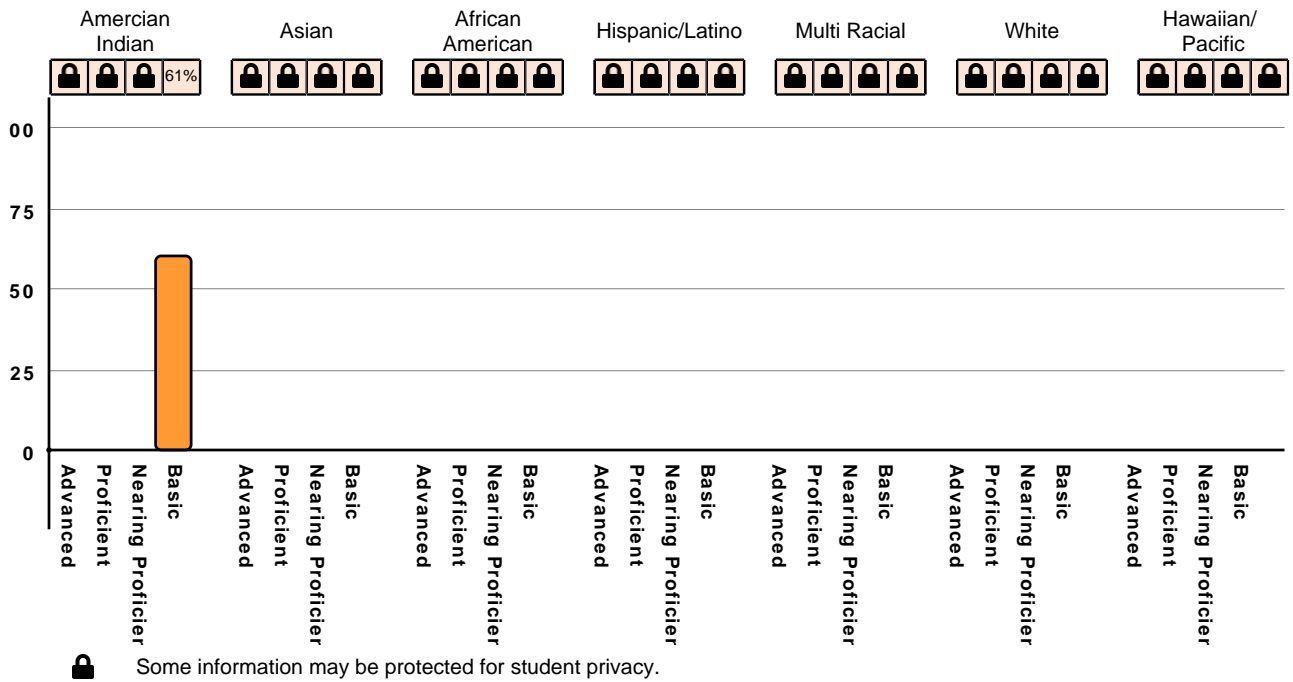 Amercian
Indian
Asian
African
American
Hispanic/Latino
Multi Racial
White
Hawaiian/
Pacific
61%
00
75
50
25
0
Advanced
Proficient
Nearing Proficier
Basic
Advanced
Proficient
Nearing Proficier
Basic
Advanced
Proficient
Nearing Proficier
Basic
Advanced
Proficient
Nearing Proficier
Basic
Advanced
Proficient
Nearing Proficier
Basic
Advanced
Proficient
Nearing Proficier
Basic
Advanced
Proficient
Nearing Proficier
Basic
Some information may be protected for student privacy.